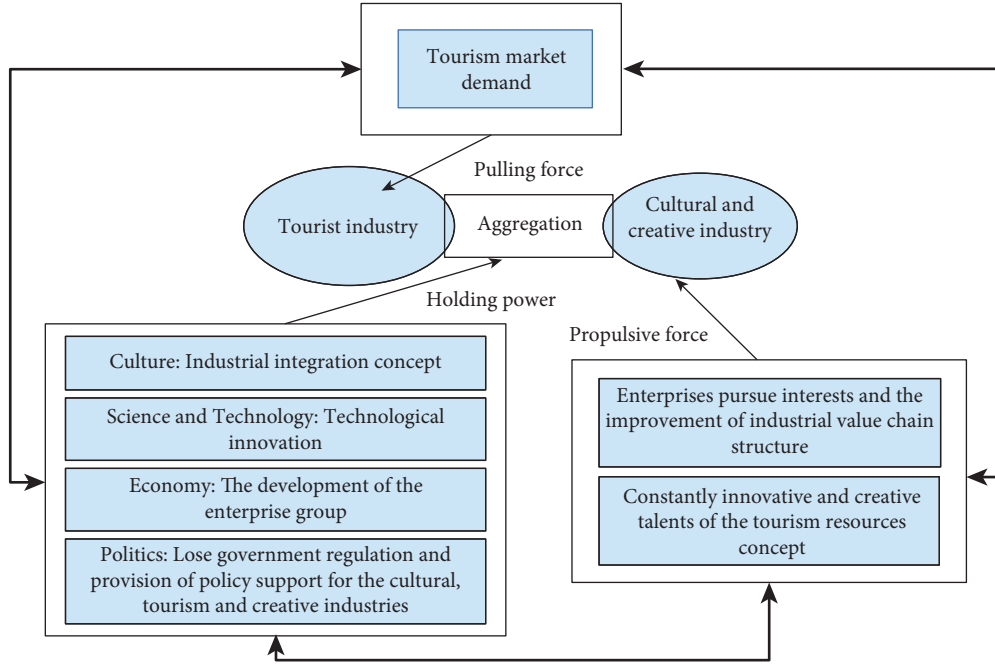 Tourism market
demand
Pulling force
Tourist industry
Aggregation
Cultural and
creative industry
Holding power
Propulsive force
Culture: Industrial integration concept
Science and Technology: Technological
innovation
Economy: The development of the
enterprise group
Politics: Lose government regulation and
provision of policy support for the cultural,
tourism and creative industries
Enterprises pursue interests and the
improvement of industrial value chain
structure
Constantly innovative and creative
talents of the tourism resources
concept